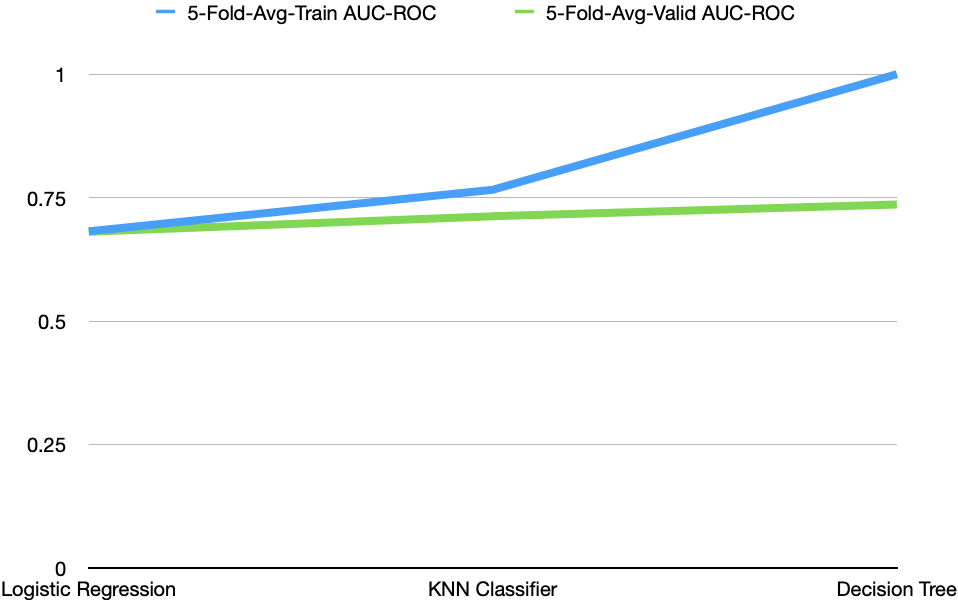 5-Fold-Avg-Train AUC-ROC 5-Fold-Avg-Valid AUC-ROC
1
0.75
0.5
0.25
0
Logistic Regression KNN Classifier Decision Tree